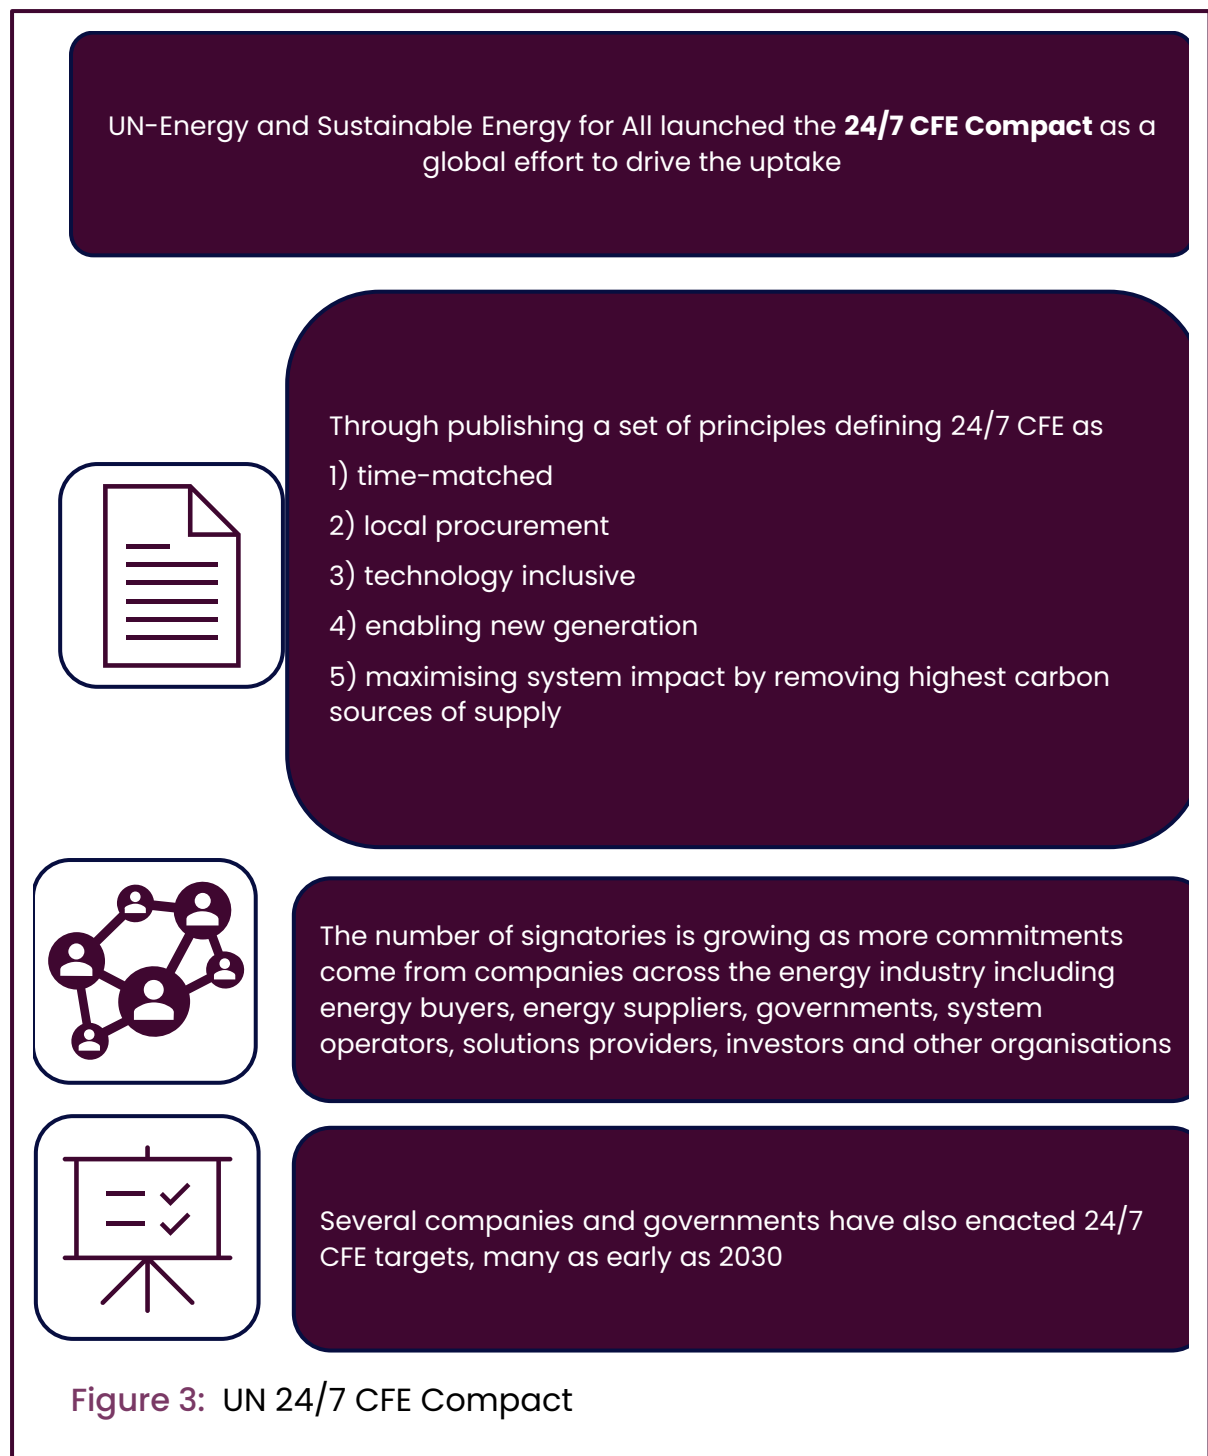 UN-Energy and Sustainable Energy for All launched the 24/7 CFE Compact as a
global effort to drive the uptake
Through publishing a set of principles defining 24/7 CFE as
1) time-matched
2) local procurement
3) technology inclusive
4) enabling new generation
5) maximising system impact by removing highest carbon
sources of supply
The number of signatories is growing as more commitments
come from companies across the energy industry including
energy buyers, energy suppliers, governments, system
operators, solutions providers, investors and other organisations
Several companies and governments have also enacted 24/7
CFE targets, many as early as 2030
Figure 3: UN 24/7 CFE Compact